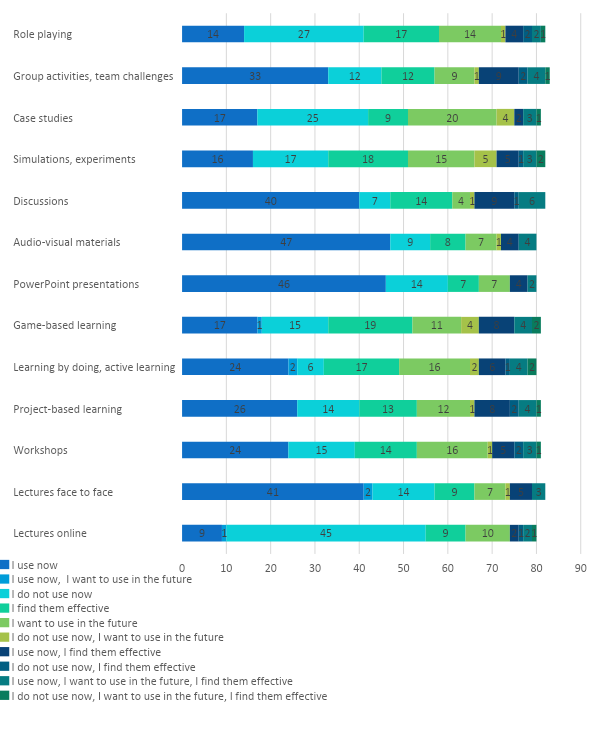 Role playing 14 27 17 14 1 2 1
Group activities, team challenges 33 12 12 9 1 4 1
Case studies 17 25 9 20 4 3 1
Simulations, experiments 16 17 18 15 5 3 2
Discussions 40 7 14 4 1 6
Audio-visual materials 47 9 8 7 1 4
PowerPoint presentations 46 14 7 7 2
Game-based learning 17 1 15 19 11 4 4 2
Learning by doing, active learning 24 2 6 17 16 2 4 2
Project-based learning 26 14 13 12 1 4 1
Workshops 24 15 14 16 1 3 1
Lectures face to face 41 2 14 9 7 1 3
Lectures online 9 1 45 9 10 2 1
0 10 20 30 40 50 60 70 80 90
I use now
I use now, I want to use in the future
I do not use now
I find them effective
I want to use in the future
I do not use now, I want to use in the future
I use now, I find them effective
I do not use now, I find them effective
I use now, I want to use in the future, I find them effective
I do not use now, I want to use in the future, I find them effective